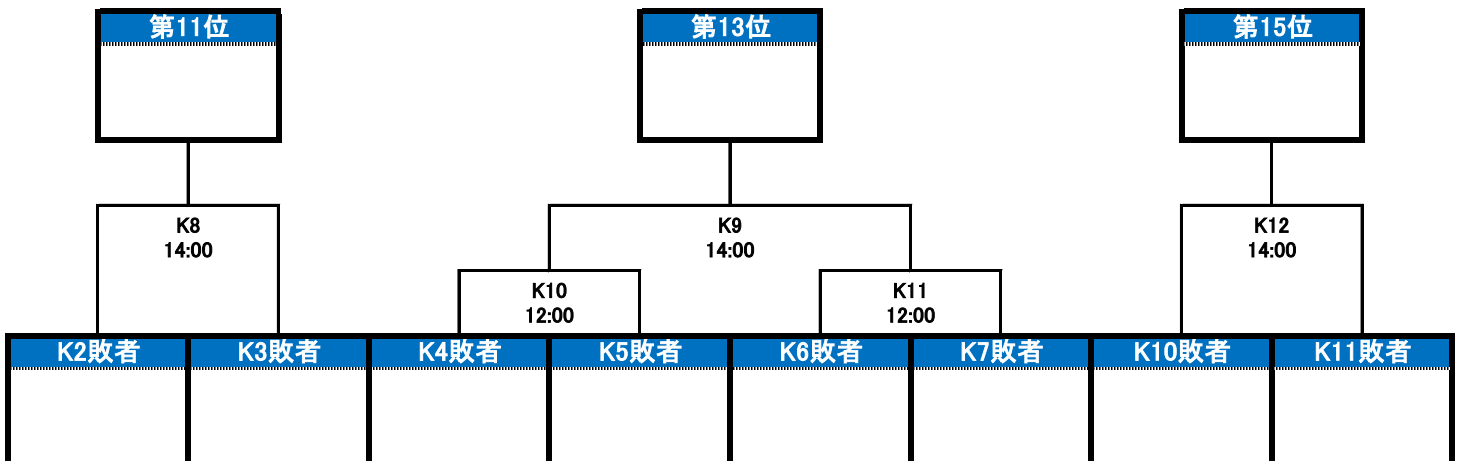 第11位
第13位
第15位
K8
14:00
K9
14:00
K12
14:00
K10
12:00
K11
12:00
K2敗者
K3敗者
K4敗者
K5敗者
K6敗者
K7敗者
K10敗者
K11敗者